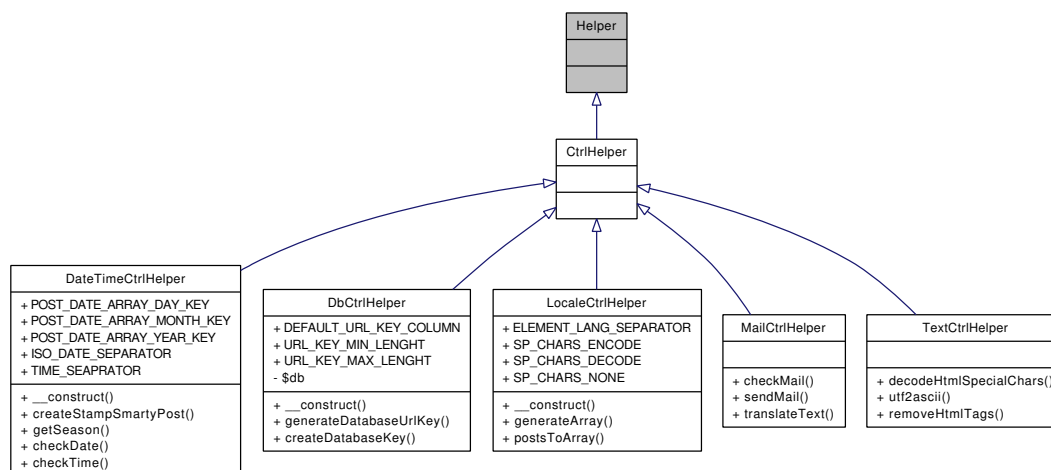 Helper
CtrlHelper
DateTimeCtrlHelper
+ POST_DATE_ARRAY_DAY_KEY
+ POST_DATE_ARRAY_MONTH_KEY
+ POST_DATE_ARRAY_YEAR_KEY
+ ISO_DATE_SEPARATOR
+ TIME_SEAPRATOR
+ __construct()
+ createStampSmartyPost()
+ getSeason()
+ checkDate()
+ checkTime()
DbCtrlHelper
+ DEFAULT_URL_KEY_COLUMN
+ URL_KEY_MIN_LENGHT
+ URL_KEY_MAX_LENGHT
- $db
+ __construct()
+ generateDatabaseUrlKey()
+ createDatabaseKey()
LocaleCtrlHelper
+ ELEMENT_LANG_SEPARATOR
+ SP_CHARS_ENCODE
+ SP_CHARS_DECODE
+ SP_CHARS_NONE
+ __construct()
+ generateArray()
+ postsToArray()
MailCtrlHelper
+ checkMail()
+ sendMail()
+ translateText()
TextCtrlHelper
+ decodeHtmlSpecialChars()
+ utf2ascii()
+ removeHtmlTags()